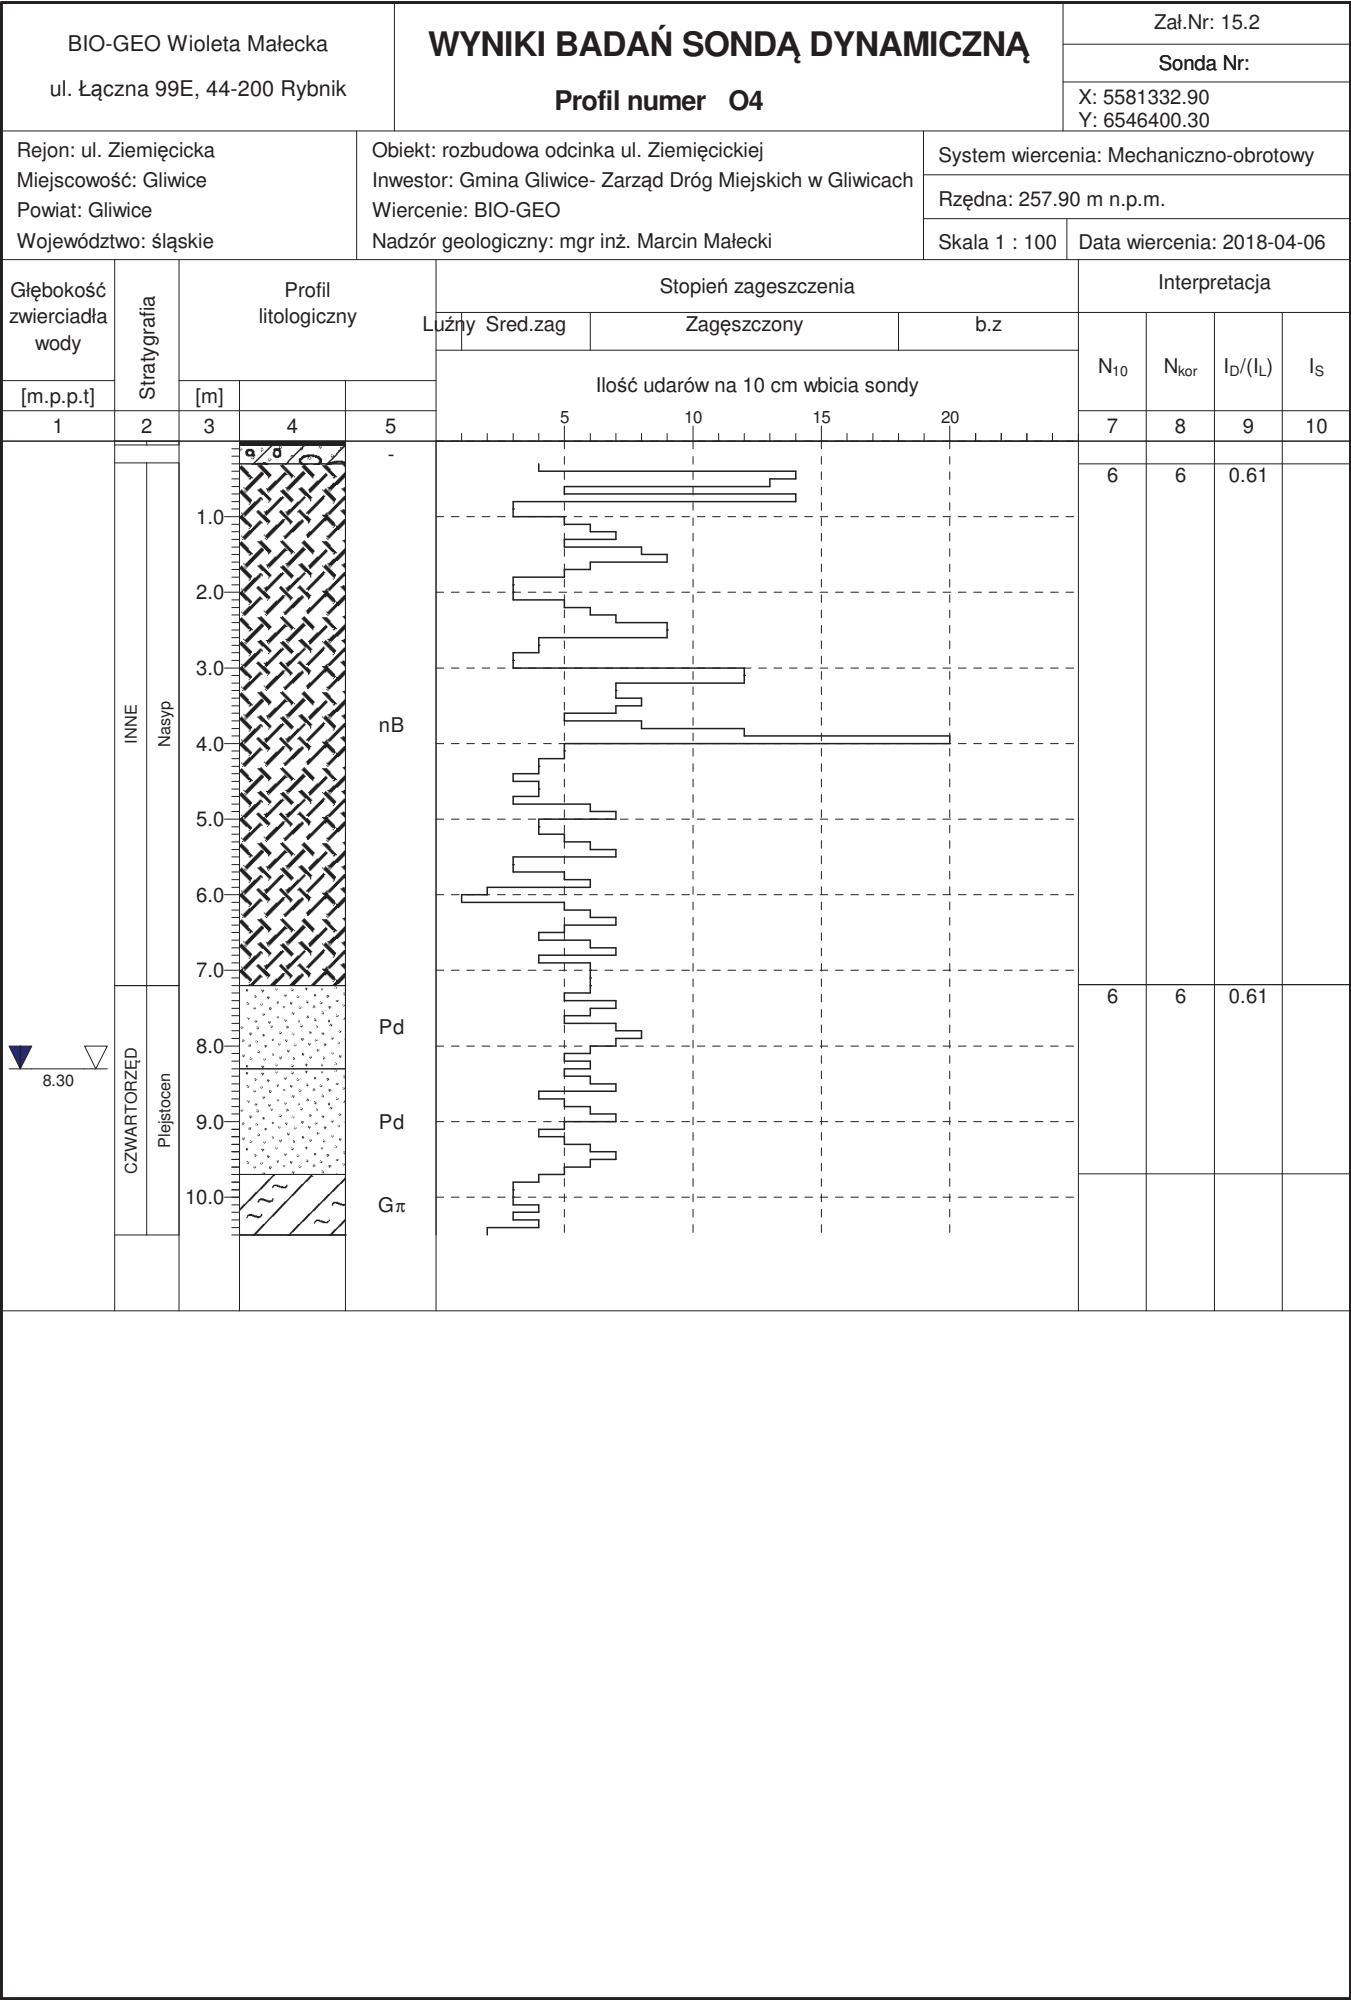 BIO-GEO Wioleta Małecka
ul. Łączna 99E, 44-200 Rybnik
WYNIKI BADAŃ SONDĄ DYNAMICZNĄ
Profil numer O4
Zał.Nr: 15.2
Sonda Nr:
X: 5581332.90
Y: 6546400.30
Rejon: ul. Ziemięcicka
Miejscowość: Gliwice
Powiat: Gliwice
Województwo: śląskie
Obiekt: rozbudowa odcinka ul. Ziemięcickiej
Inwestor: Gmina Gliwice- Zarząd Dróg Miejskich w Gliwicach
Wiercenie: BIO-GEO
Nadzór geologiczny: mgr inż. Marcin Małecki
System wiercenia: Mechaniczno-obrotowy
Rzędna: 257.90 m n.p.m.
Skala 1 : 100
Data wiercenia: 2018-04-06
Głębokość
zwierciadła
wody
[m.p.p.t]
Stratygrafia
Profil
litologiczny
[m]
Stopień zageszczenia
Luźny Sred.zag Zagęszczony b.z
Ilość udarów na 10 cm wbicia sondy
5 10 15 20
Interpretacja
N10 Nkor ID/(IL) IS
1 2 3 4 5 7 8 9 10
-
6 6 0.61
1.0
2.0
3.0
INNE
Nasyp
nB
4.0
5.0
6.0
7.0
6 6 0.61
Pd
8.0
8.30
CZWARTORZĘD
Plejstocen
9.0
Pd
10.0
Gπ